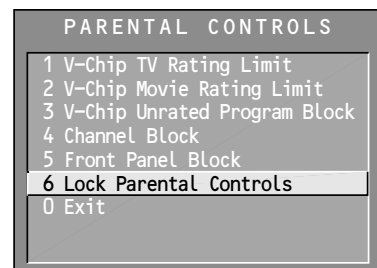 PARENTAL CONTROLS
1 V-Chip TV Rating Limit
2 V-Chip Movie Rating Limit
3 V-Chip Unrated Program Block
4 Channel Block
5 Front Panel Block
6 Lock Parental Controls
0 Exit